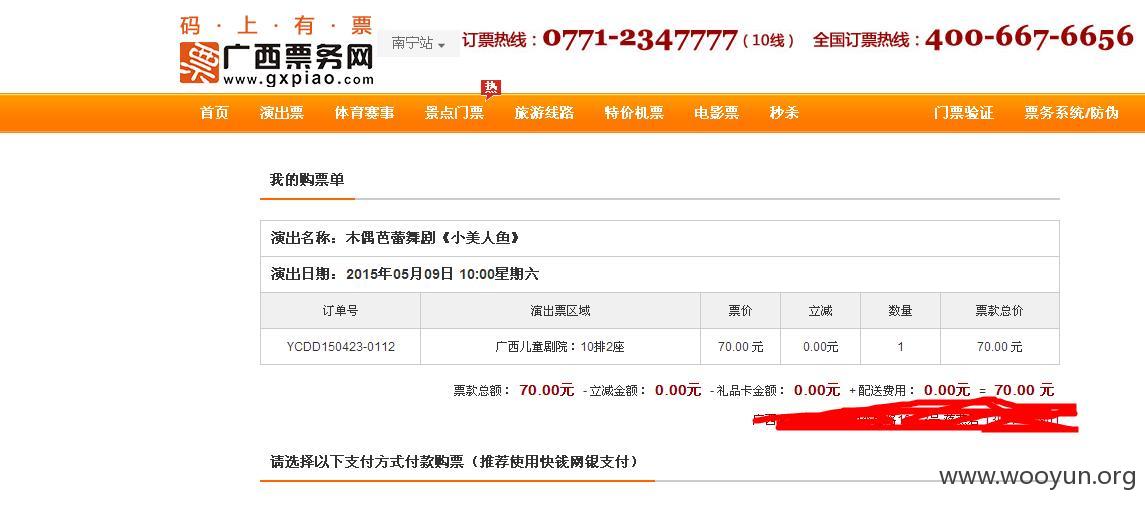 码·上·有·票
广西票务网
www.gxpiao.com
南宁站
订票热线：0771-2347777（10线） 全国订票热线：400-667-6656
热
首页 演出票 体育赛事 景点门票 旅游线路 特价机票 电影票 秒杀 门票验证 票务系统/防伪
我的购票单
演出名称：木偶芭蕾舞剧《小美人鱼》
演出日期：2015年05月09日 10:00星期六
订单号 演出票区域 票价 立减 数量 票款总价
YCDD150423-0112 广西儿童剧院：10排2座 70.00 元 0.00元 1 70.00 元
票款总额： 70.00元 -立减金额： 0.00元 -礼品卡金额： 0.00元 +配送费用： 0.00元 = 70.00 元
请选择以下支付方式付款购票（推荐使用快钱网银支付）
www.wooyun.org